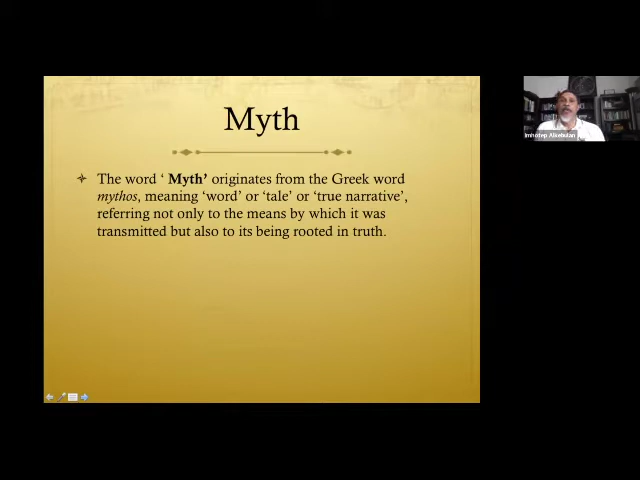 Myth
The word ‘ Myth’ originates from the Greek word
mythos, meaning ‘word’ or ‘tale’ or ‘true narrative’,
referring not only to the means by which it was
transmitted but also to its being rooted in truth.
Imhotep Alkebulan